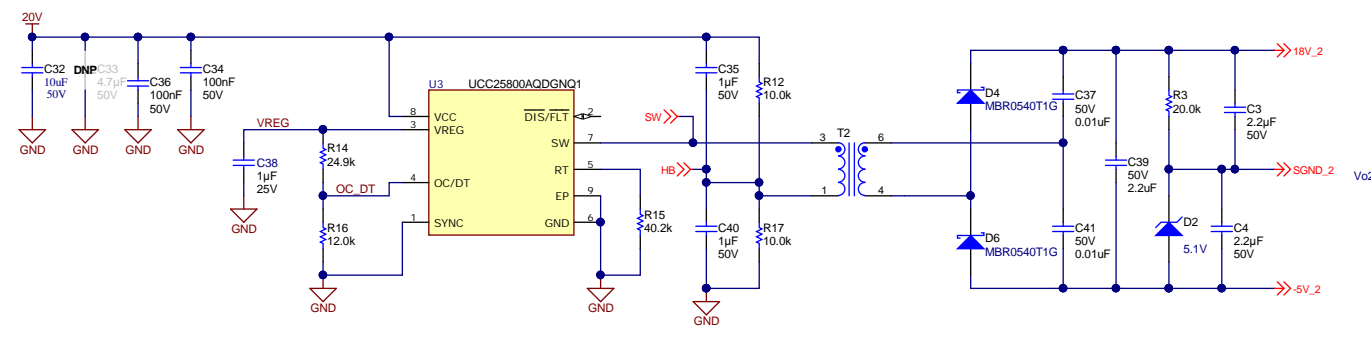 20V
C32
10uF
50V
DNP
C33
4.7µF
50V
C36
100nF
50V
C34
100nF
50V
GND
GND
GND
GND
VREG
C38
1µF
25V
GND
R14
24.9k
OC_DT
R16
12.0k
GND
U3
UCC25800AQDGNQ1
8
VCC
3
VREG
4
OC/DT
1
SYNC
DIS/FLT
2
SW
7
RT
5
EP
9
GND
6
R15
40.2k
GND
C35
1µF
50V
R12
10.0k
SW
HB
C40
1µF
50V
R17
10.0k
GND
T2
3
6
1
4
D4
MBR0540T1G
D6
MBR0540T1G
C37
50V
0.01uF
C41
50V
0.01uF
C39
50V
2.2uF
R3
20.0k
C3
2.2µF
50V
D2
5.1V
C4
2.2µF
50V
18V_2
SGND_2
-5V_2